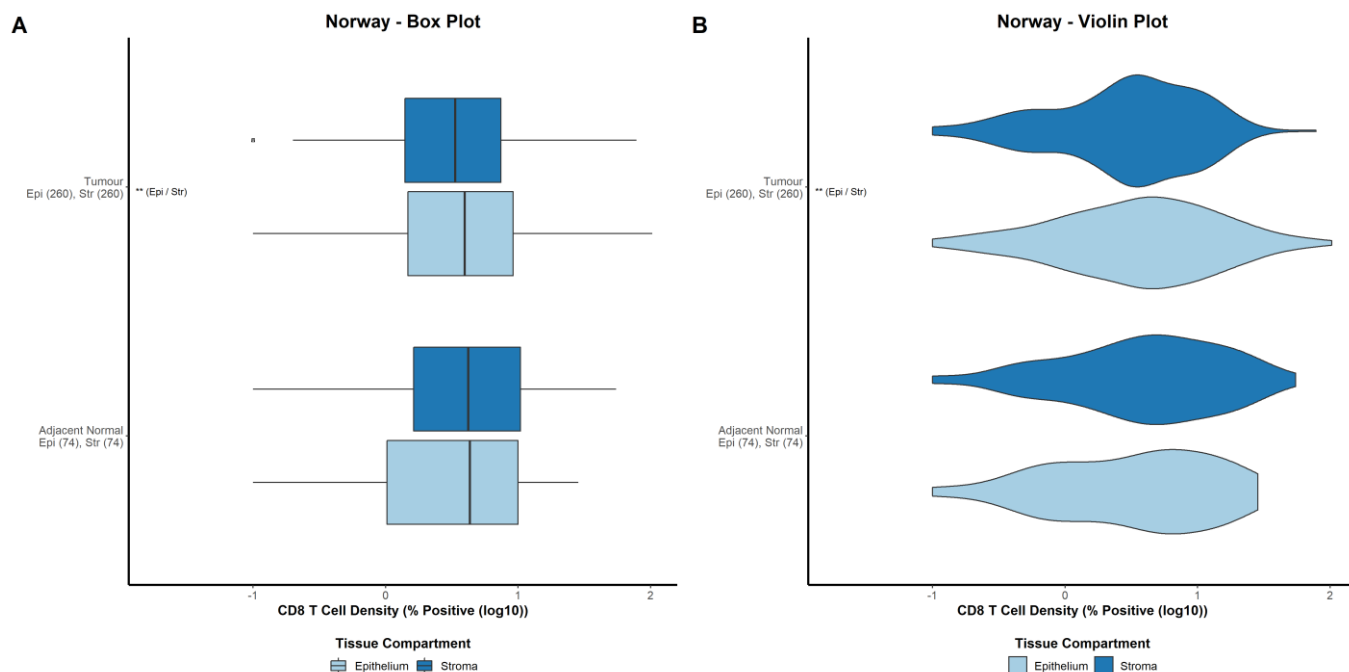 A
Norway - Box Plot
Tumour
Epi (260), Str (260)
** (Epi / Str)
Adjacent Normal
Epi (74), Str (74)
-1
0
1
2
CD8 T Cell Density (% Positive (log10))
Tissue Compartment
Epithelium
Stroma
B
Norway - Violin Plot
Tumour
Epi (260), Str (260)
** (Epi / Str)
Adjacent Normal
Epi (74), Str (74)
-1
0
1
2
CD8 T Cell Density (% Positive (log10))
Tissue Compartment
Epithelium
Stroma